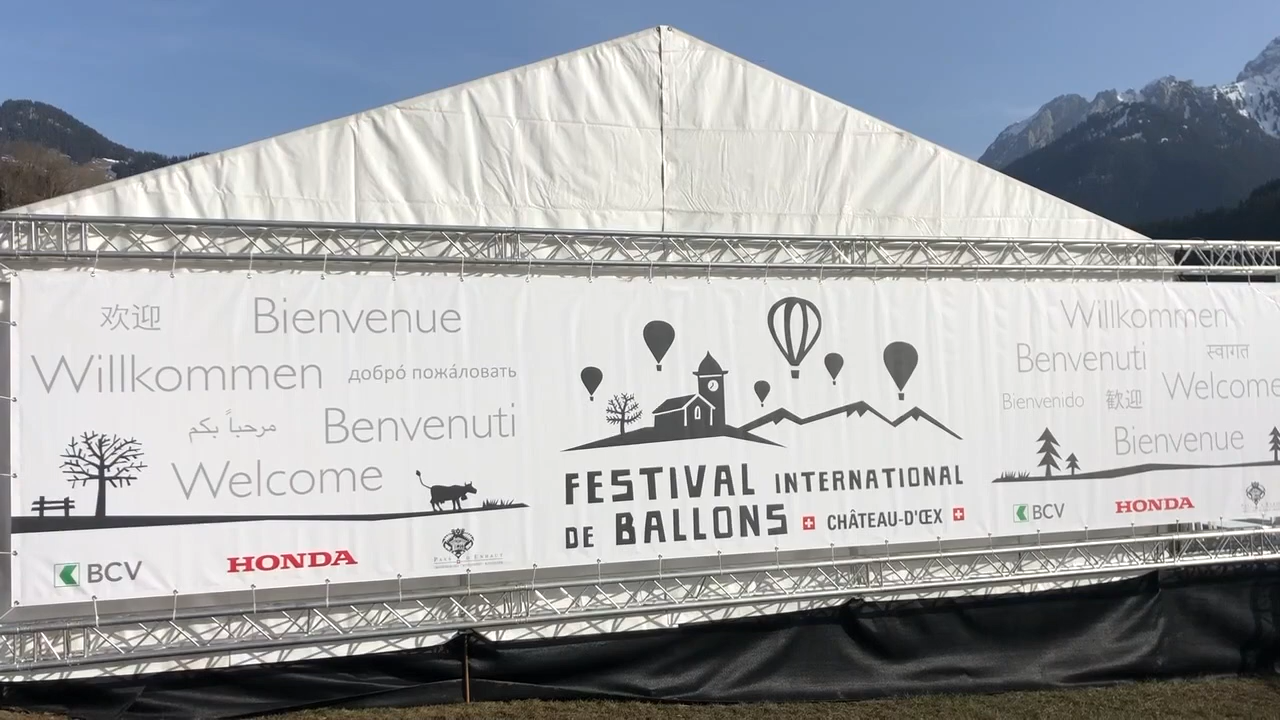 欢迎 Bienvenue
Willkommen добро́ пожа́ловать
مرحباً بكم Benvenuti
Welcome
BCV HONDA
FESTIVAL INTERNATIONAL
DE BALLONS CHÂTEAU-D'ŒX
Willkommen
Benvenuti स्वागत
Bienvenido 歓迎 Welcome
Bienvenue
BCV HONDA